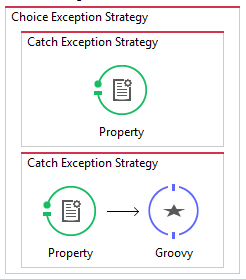 Choice Exception Strategy
Catch Exception Strategy
Property
Catch Exception Strategy
Property
Groovy